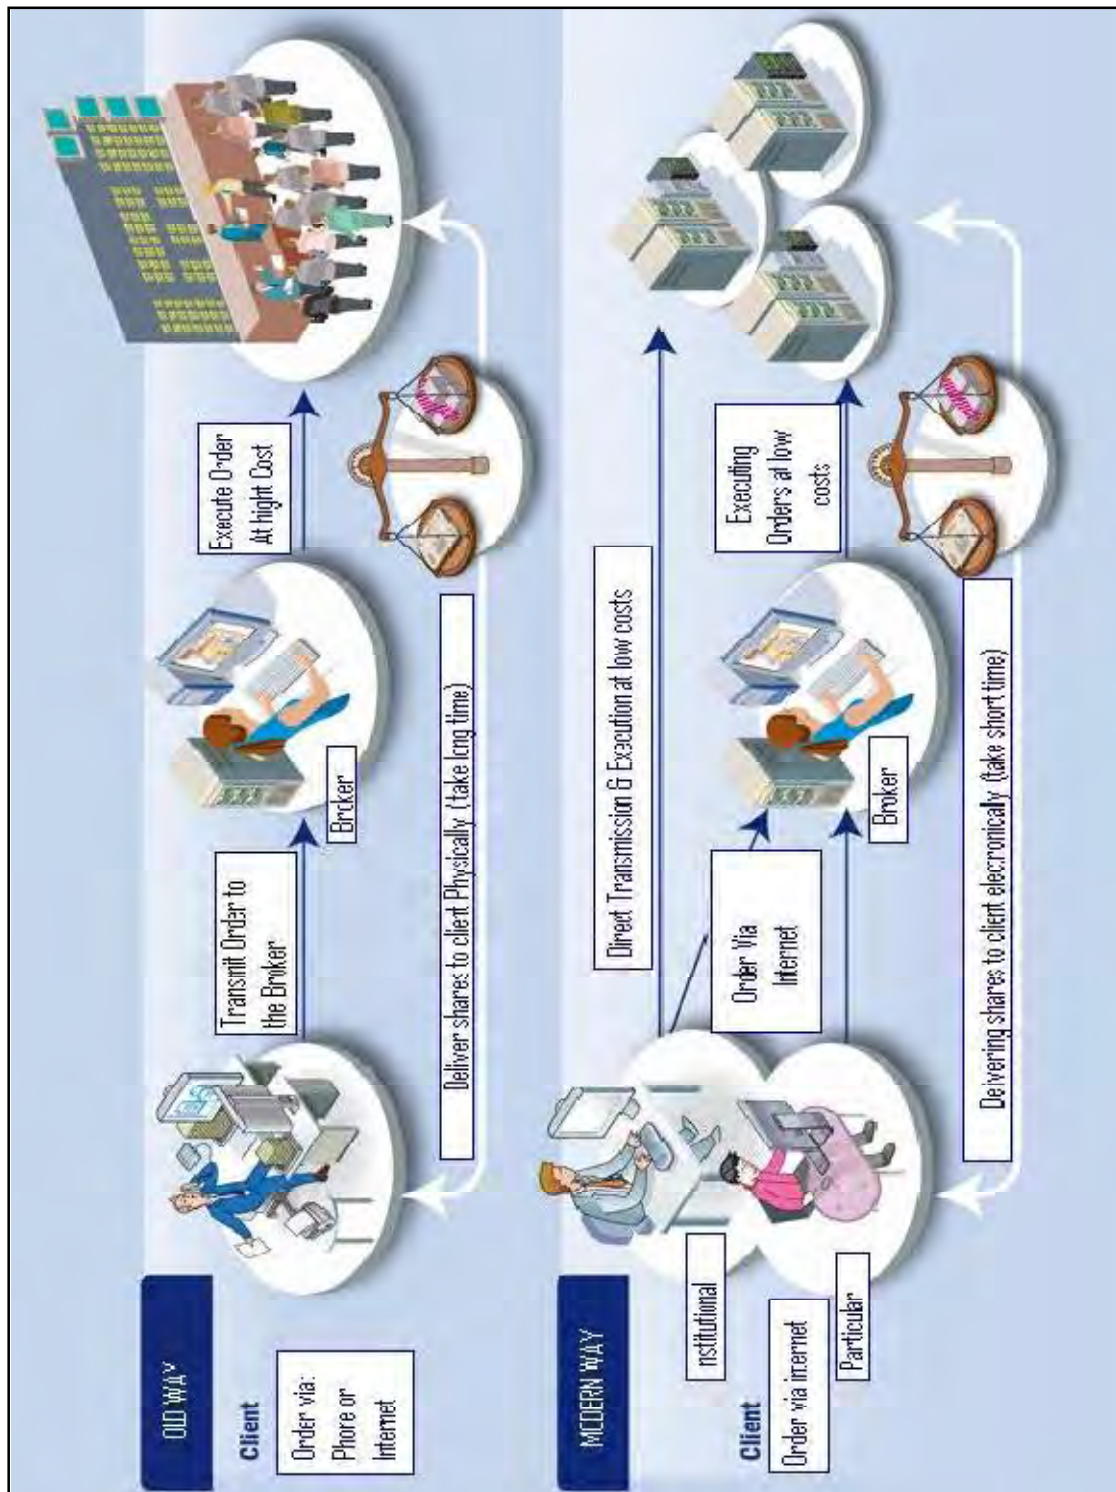 OLD WAY
Client
Order via:
Phore or
Internet
Transmit Order to
the Broker
Broker
Execute Order
At hight Cost
Deliver shares to client Physically (take long time)
MODERN WAY
Client
Order via internet
nstitutional
Particular
Direct Transmission & Execution at low costs
Order Via
Internet
Broker
Executing
Orders at low
costs
Delivering shares to client electronically (take short time)